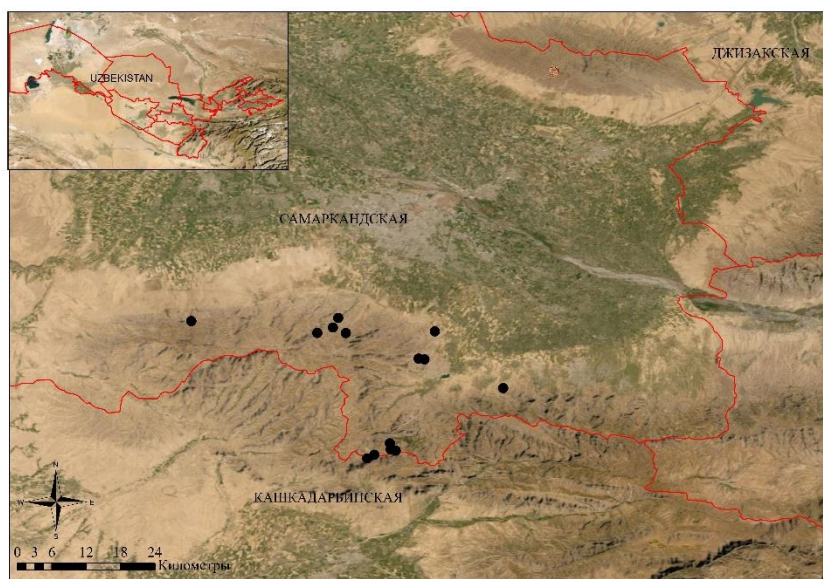 UZBEKISTAN
ДЖИЗАКСКАЯ
САМАРКАНДСКАЯ
КАШКАДАРЬИНСКАЯ
N
W E
S
0 3 6 12 18 24
Километры